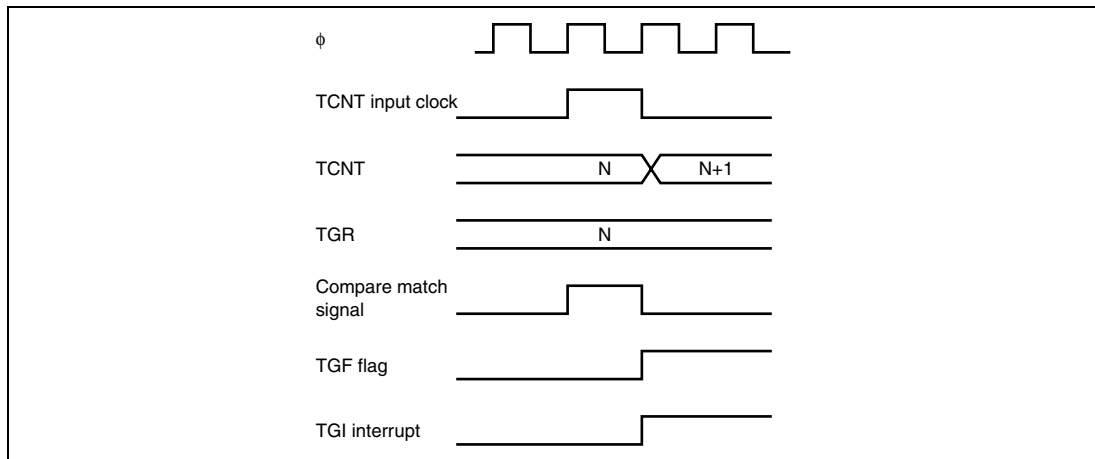 ϕ
TCNT input clock
TCNT
N
N+1
TGR
N
Compare match
signal
TGF flag
TGI interrupt